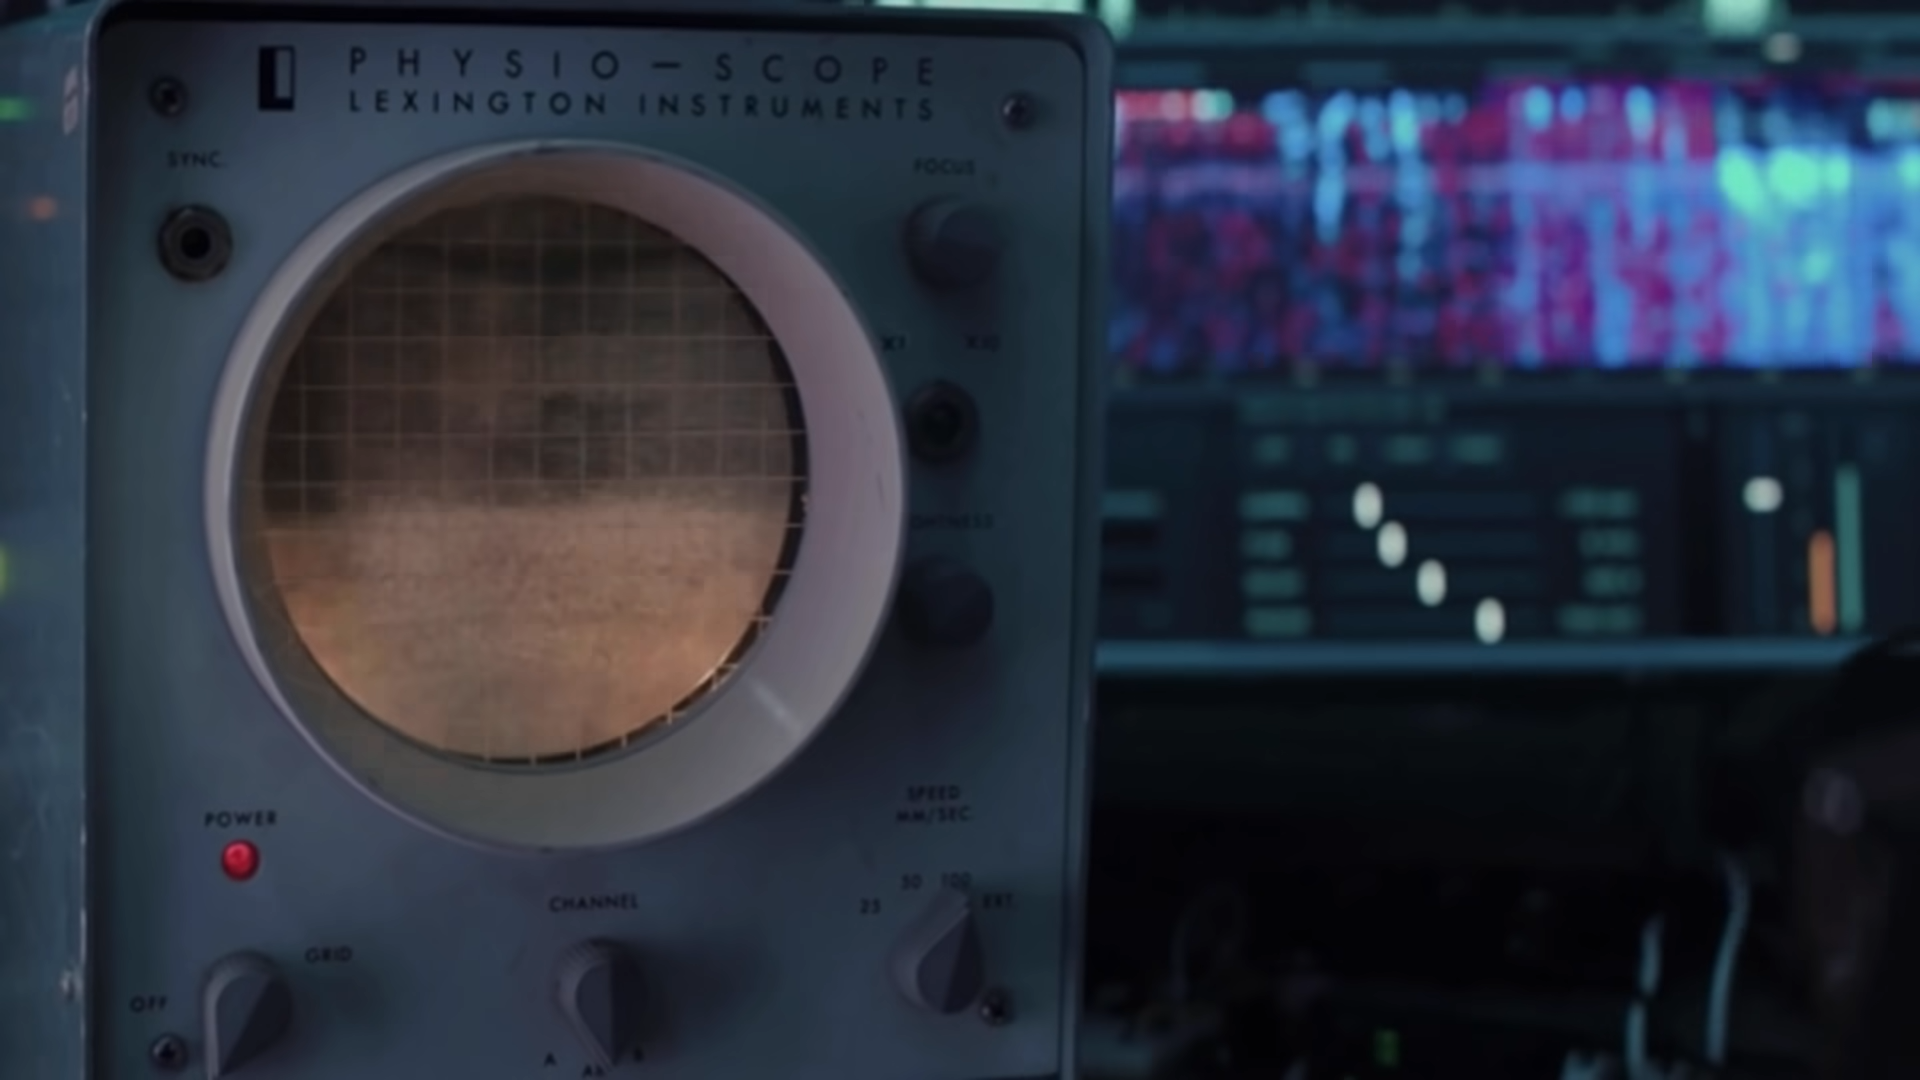 PHYSIO — SCOPE
LEXINGTON INSTRUMENTS
SYNC.
FOCUS
X1 X10
POWER
SPEED
MM/SEC.
CHANNEL
25 50 100 EXT.
GRID
OFF
A AB B